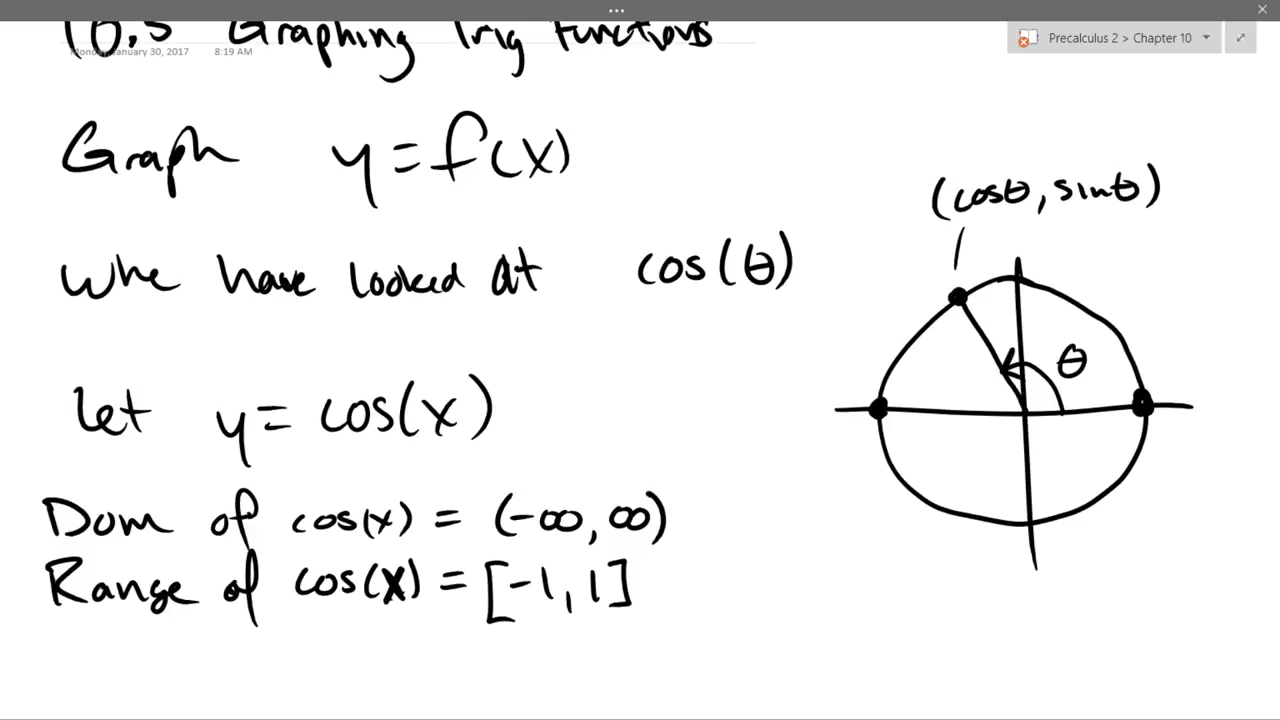 10.5 Graphing Trig Functions
Monday, January 30, 2017 8:19 AM
Precalculus 2 > Chapter 10
Graph y = f(x)
(cosθ, sinθ)
Whe have looked at cos(θ)
θ
let y = cos(x)
Dom of cos(x) = (-∞, ∞)
Range of cos(x) = [-1, 1]